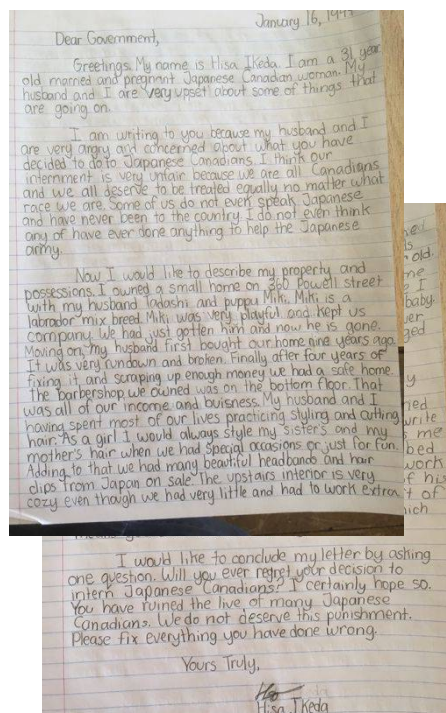 January 16, 194
Dear Government,
Greetings. My name is Hisa Ikeda. I am a 31 year
old married and pregnant Japanese Canadian woman. My
husband and I are very upset about some of things that
are going on.
I am writing to you because my husband and I
are very angry and concerned about what you have
decided to do to Japanese Canadians. I think our
internment is very unfair because we are all Canadians
and we all deserve to be treated equally no matter what
race we are. Some of us do not even speak Japanese
and have never been to the country. I do not even think
any of have ever done anything to help the Japanese
army.
Now I would like to describe my property and
possessions. I owned a small home on 360 Powell street
with my husband Tadashi and puppy Miki. Miki is a
labrador mix breed. Miki was very playful and kept us
company. We had just gotten him and now he is gone.
Moving on, my husband first bought our home nine years ago.
It was very rundown and broken. Finally after four years of
fixing it, and scraping up enough money we had a safe home.
The barbershop we owned was on the bottom floor. That
was all of our income and buisness. My husband and I
having spent most of our lives practicing styling and cutting
hair. As a girl I would always style my sister's and my
mother's hair when we had special occasions or just for fun.
Adding to that we had many beautiful headbands and hair
clips from Japan on sale. The upstairs interior is very
cozy even though we had very little and had to work extra
old.
I
baby.
y
write
me
work
f his
t of
I would like to conclude my letter by asking
one question. Will you ever regret your decision to
intern Japanese Canadians? I certainly hope so.
You have ruined the live of many Japanese
Canadians. We do not deserve this punishment.
Please fix everything you have done wrong.
Yours Truly,
Hisa Ikeda